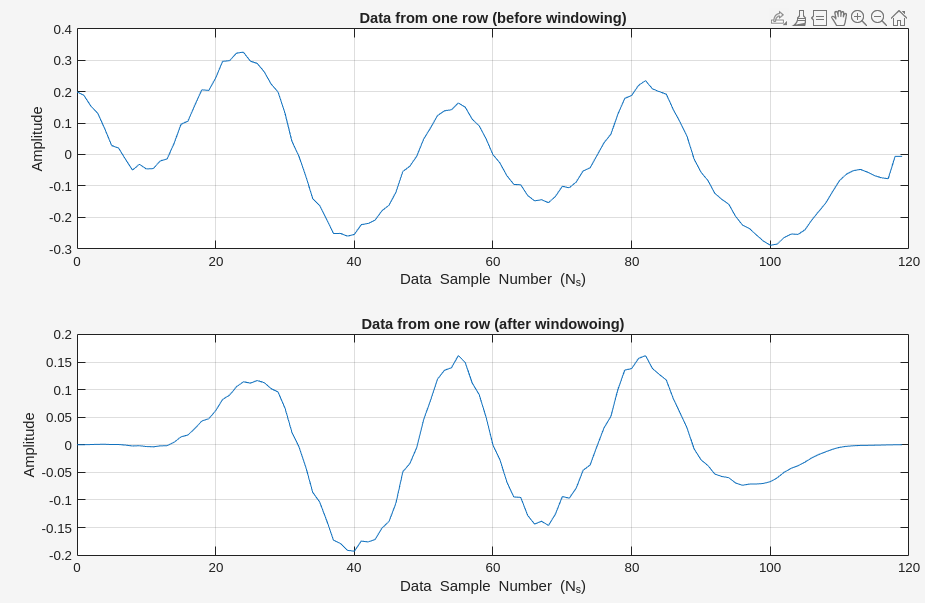 Data from one row (before windowing)
0.4
0.3
0.2
0.1
0
-0.1
-0.2
-0.3
Amplitude
0 20 40 60 80 100 120
Data Sample Number (Nₛ)
Data from one row (after windowoing)
0.2
0.15
0.1
0.05
0
-0.05
-0.1
-0.15
-0.2
Amplitude
0 20 40 60 80 100 120
Data Sample Number (Nₛ)